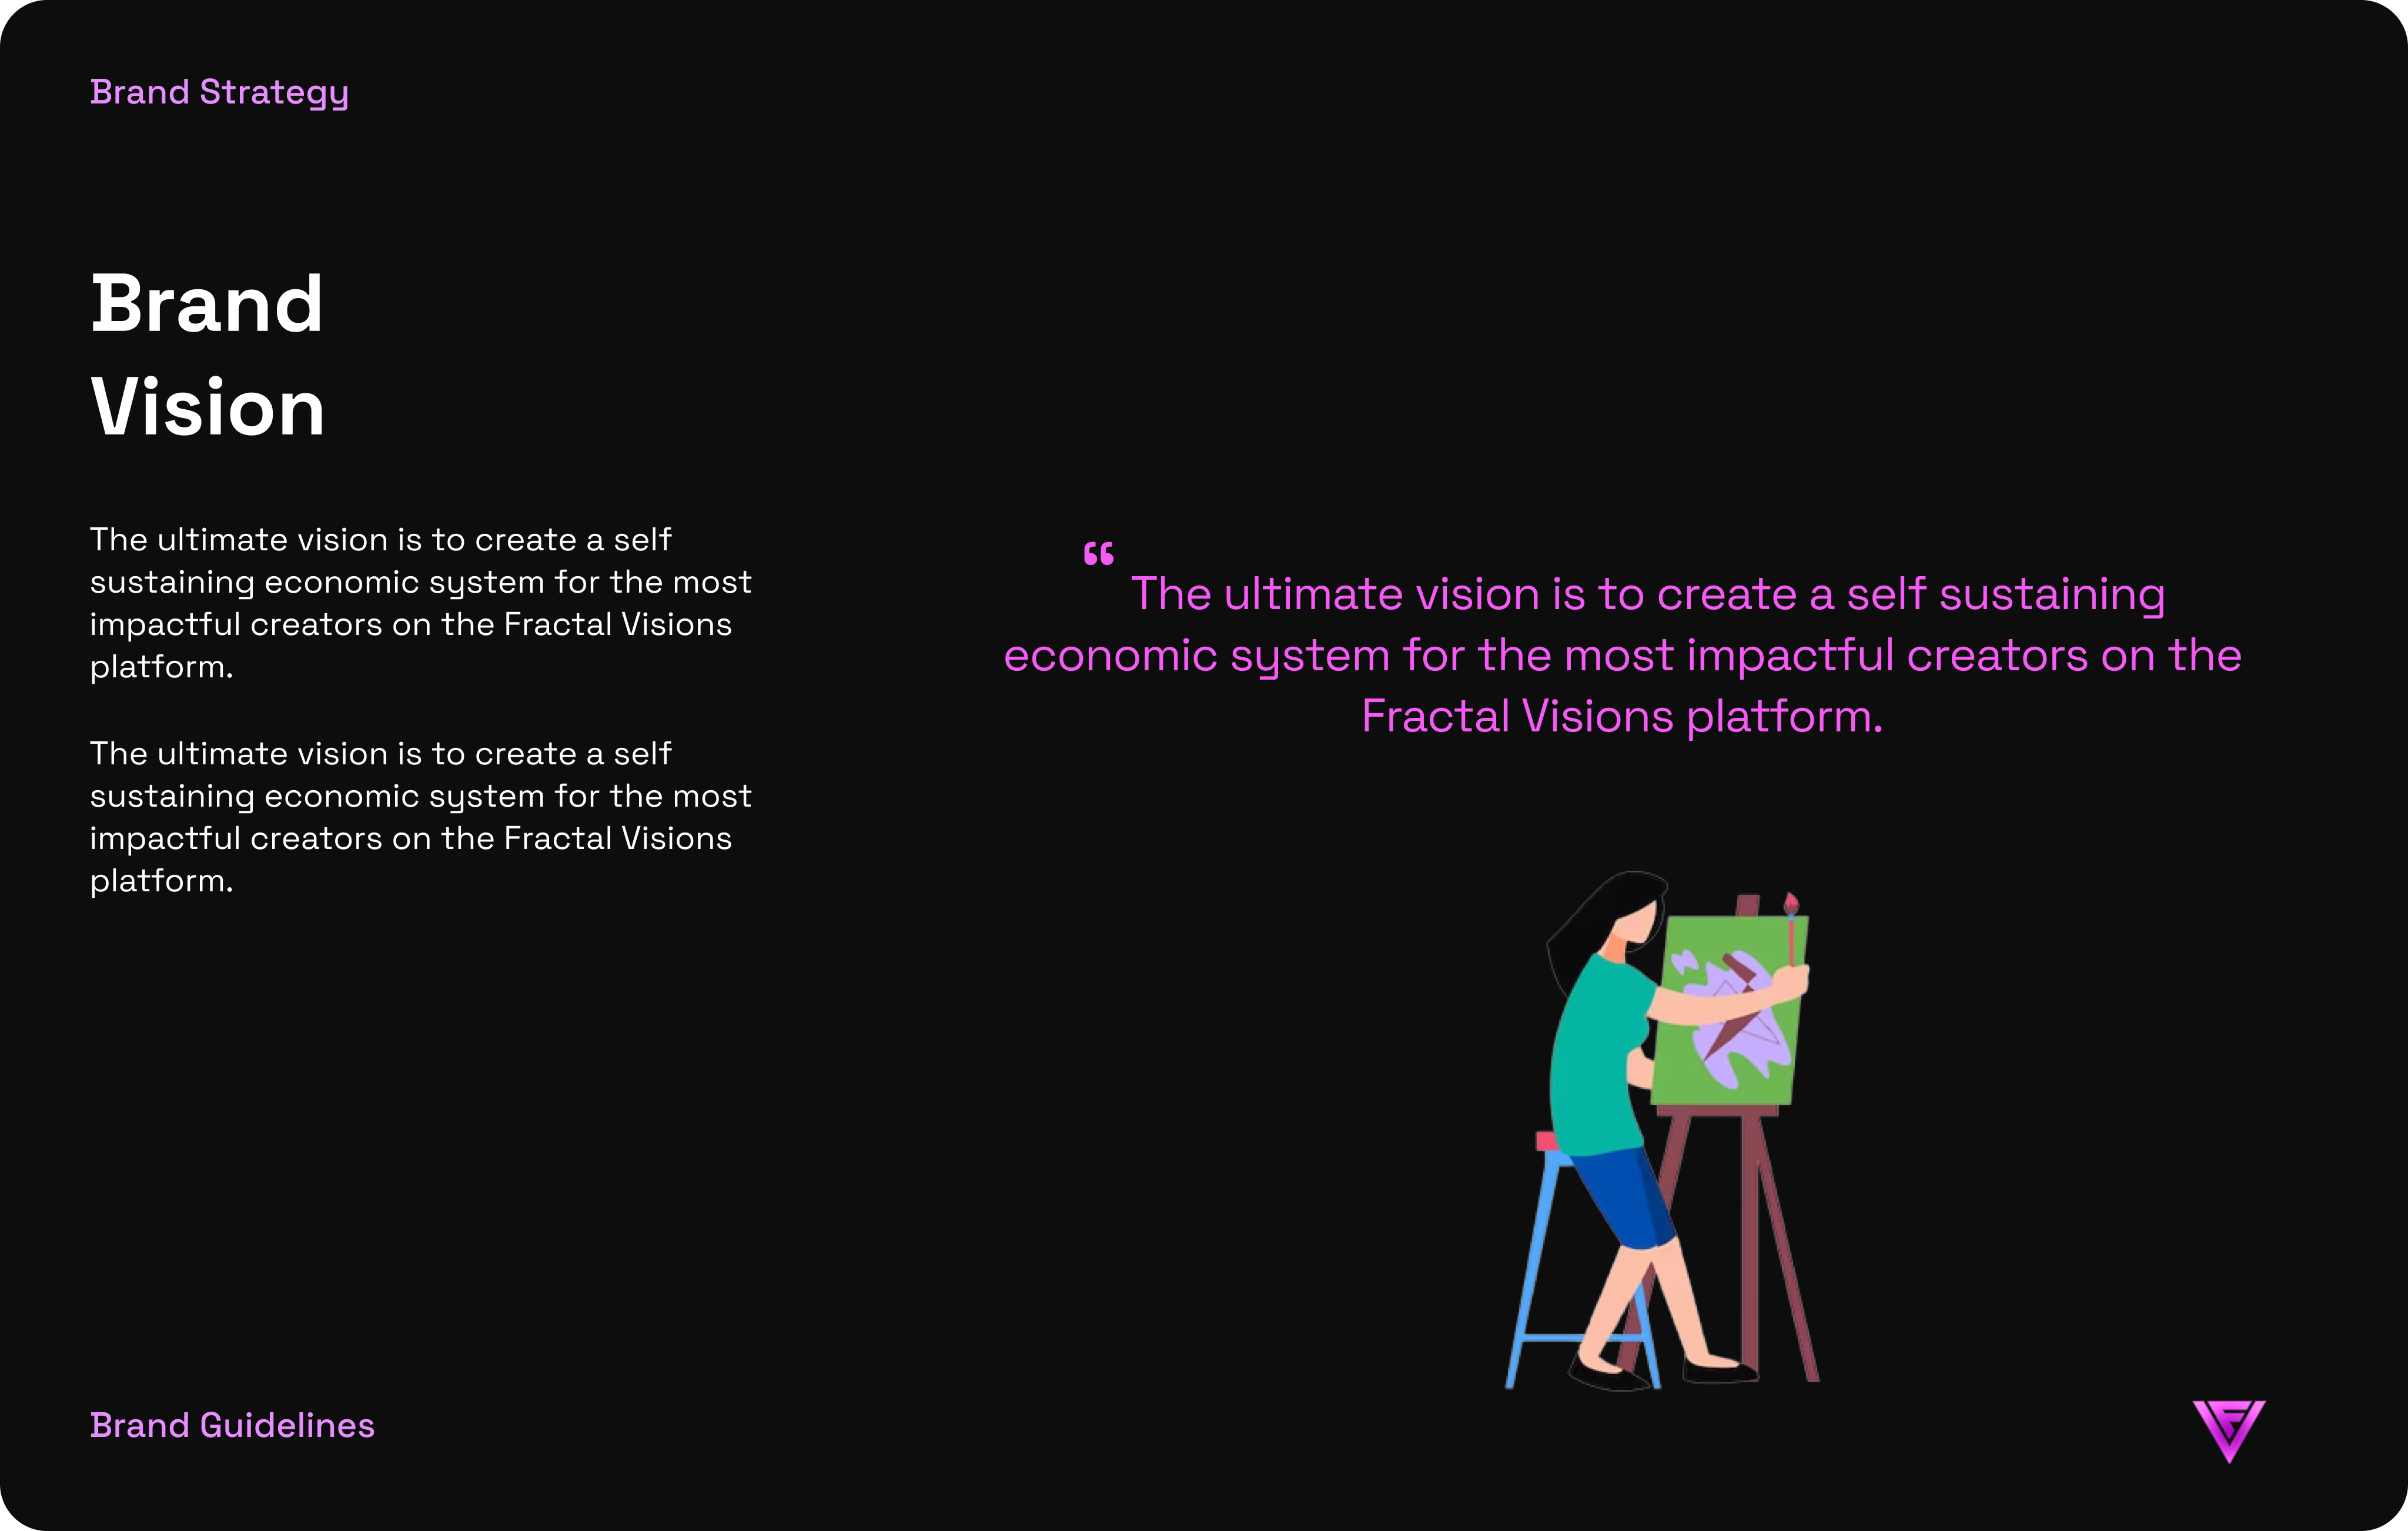 Brand Strategy
Brand
Vision
The ultimate vision is to create a self
sustaining economic system for the most
impactful creators on the Fractal Visions
platform.
The ultimate vision is to create a self
sustaining economic system for the most
impactful creators on the Fractal Visions
platform.
“ The ultimate vision is to create a self sustaining
economic system for the most impactful creators on the
Fractal Visions platform.
Brand Guidelines